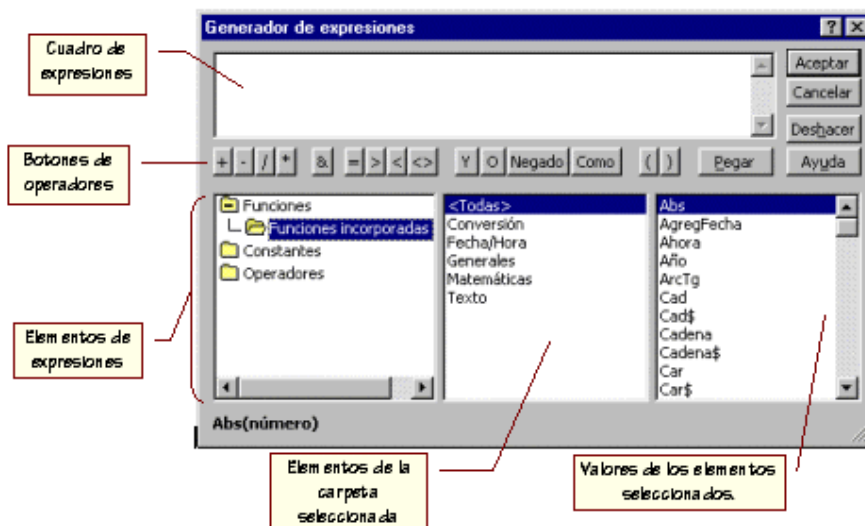 Generador de expresiones
Cuadro de
expresiones
Aceptar
Cancelar
Deshacer
Botones de
operadores
+ - / * & = > < <> Y O Negado Como ( ) Pegar Ayuda
Funciones
Funciones incorporadas
Constantes
Operadores
<Todas>
Conversión
Fecha/Hora
Generales
Matemáticas
Texto
Abs
AgregFecha
Ahora
Año
ArcTg
Cad
Cad$
Cadena
Cadena$
Car
Car$
Elementos de
expresiones
Abs(número)
Elementos de la
carpeta
seleccionada
Valores de los elementos
seleccionados.